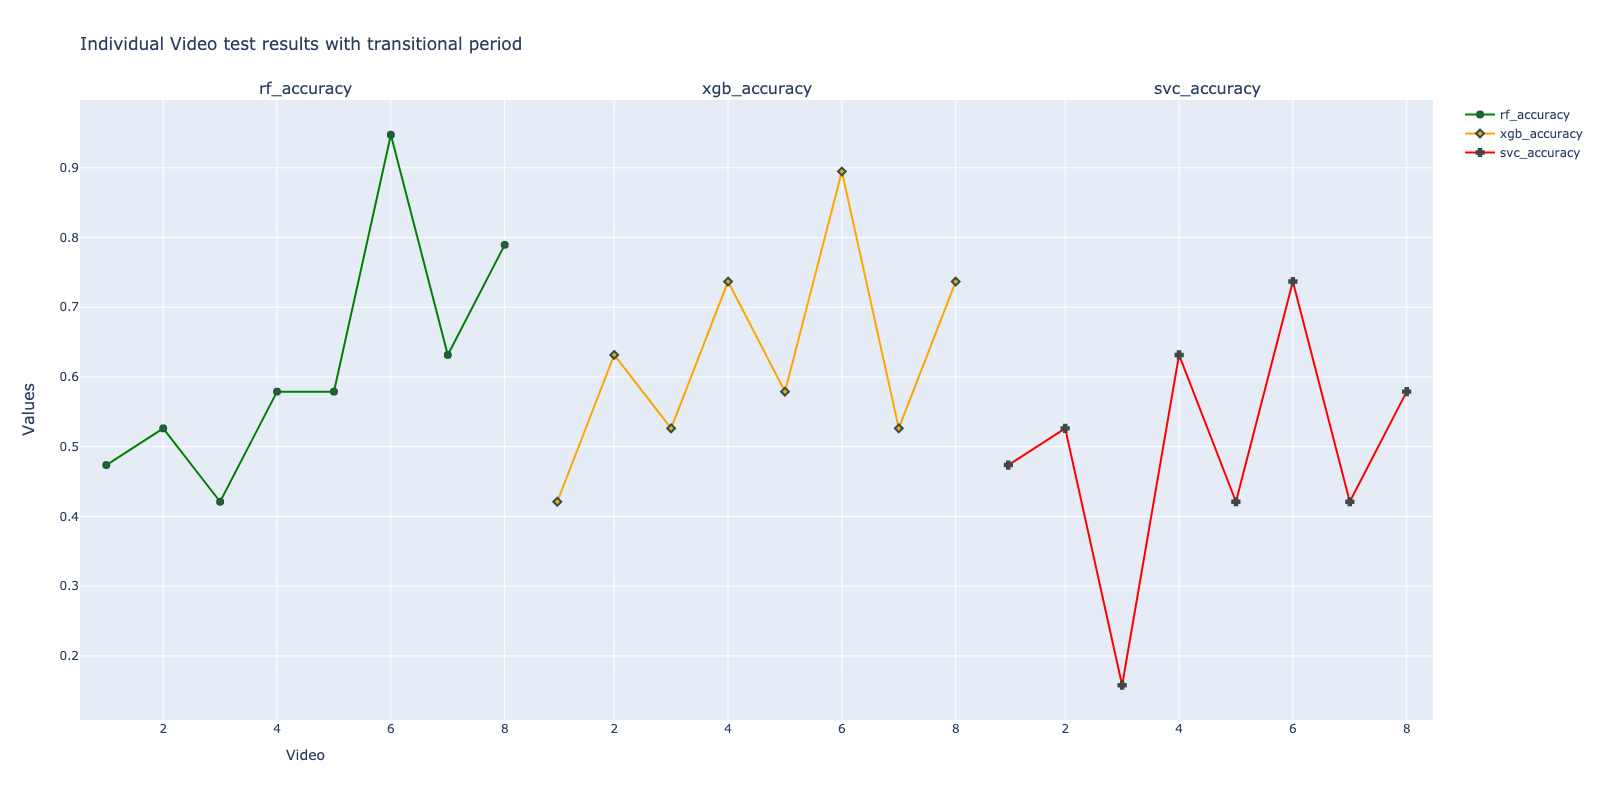 Individual Video test results with transitional period
rf_accuracy
xgb_accuracy
svc_accuracy
rf_accuracy
xgb_accuracy
svc_accuracy
0.9
0.8
0.7
0.6
0.5
0.4
0.3
0.2
Values
2 4 6 8
2 4 6 8
2 4 6 8
Video